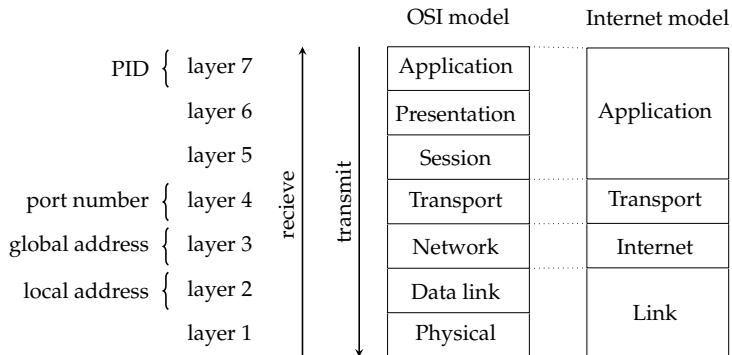 OSI model Internet model
PID { layer 7 Application
layer 6 Presentation Application
layer 5 Session
port number { layer 4 Transport Transport
global address { layer 3 Network Internet
local address { layer 2 Data link
layer 1 Physical Link
recieve
transmit